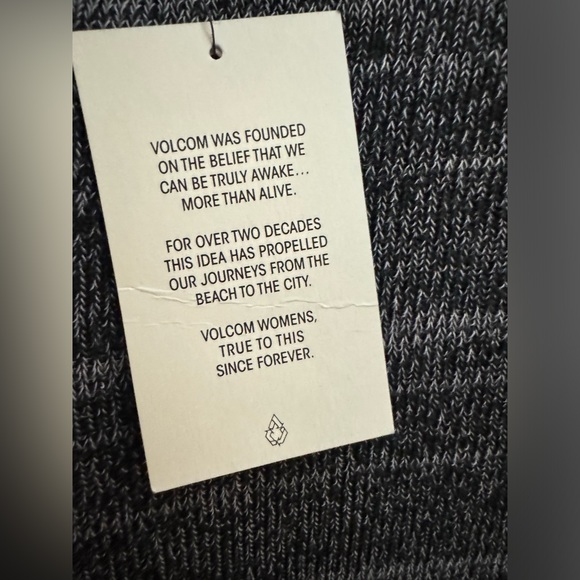 VOLCOM WAS FOUNDED
ON THE BELIEF THAT WE
CAN BE TRULY AWAKE...
MORE THAN ALIVE.
FOR OVER TWO DECADES
THIS IDEA HAS PROPELLED
OUR JOURNEYS FROM THE
BEACH TO THE CITY.
VOLCOM WOMENS,
TRUE TO THIS
SINCE FOREVER.